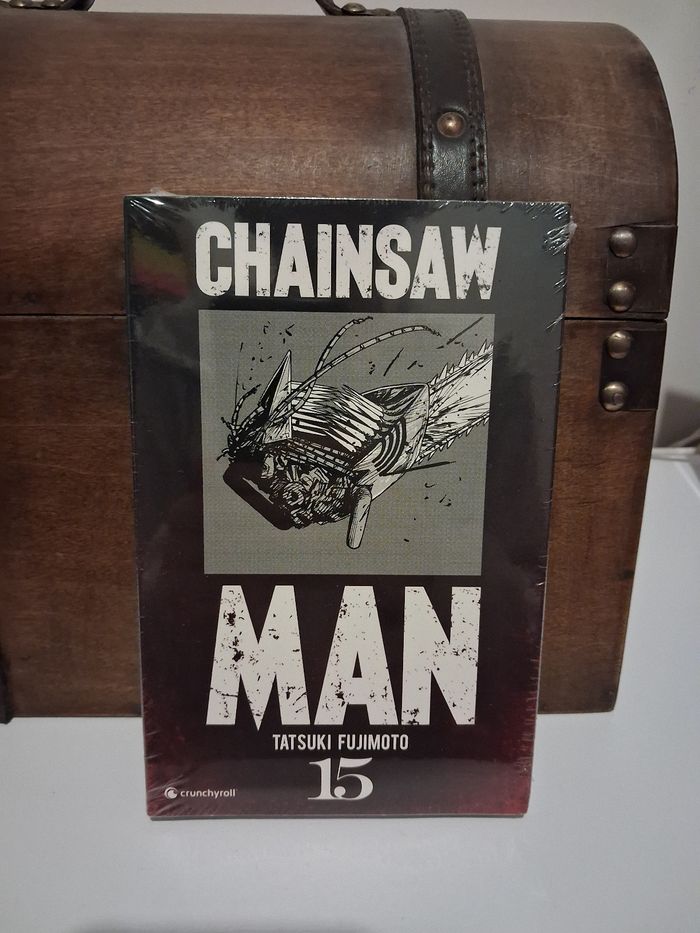 CHAINSAW
MAN
TATSUKI FUJIMOTO
15
crunchyroll